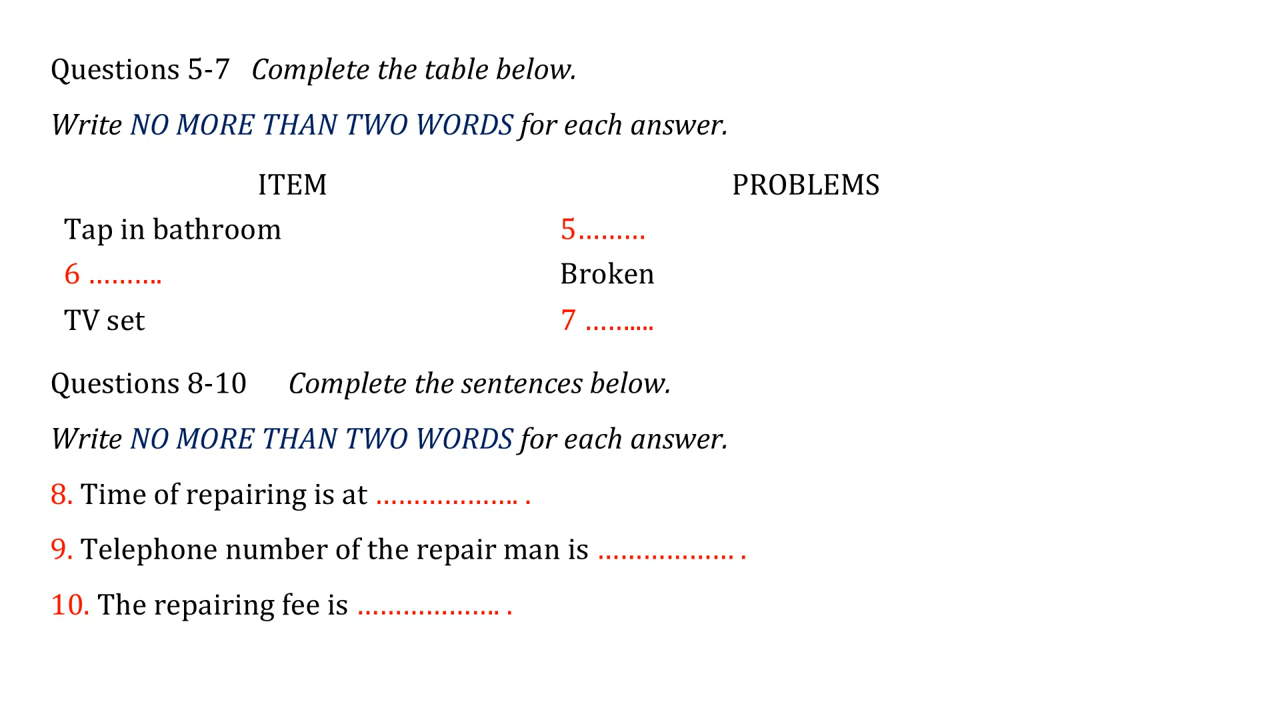 Questions 5-7 Complete the table below.
Write NO MORE THAN TWO WORDS for each answer.
ITEM PROBLEMS
Tap in bathroom 5………
6 ………. Broken
TV set 7 ……....
Questions 8-10 Complete the sentences below.
Write NO MORE THAN TWO WORDS for each answer.
8. Time of repairing is at ………………. .
9. Telephone number of the repair man is ……………… .
10. The repairing fee is ………………. .